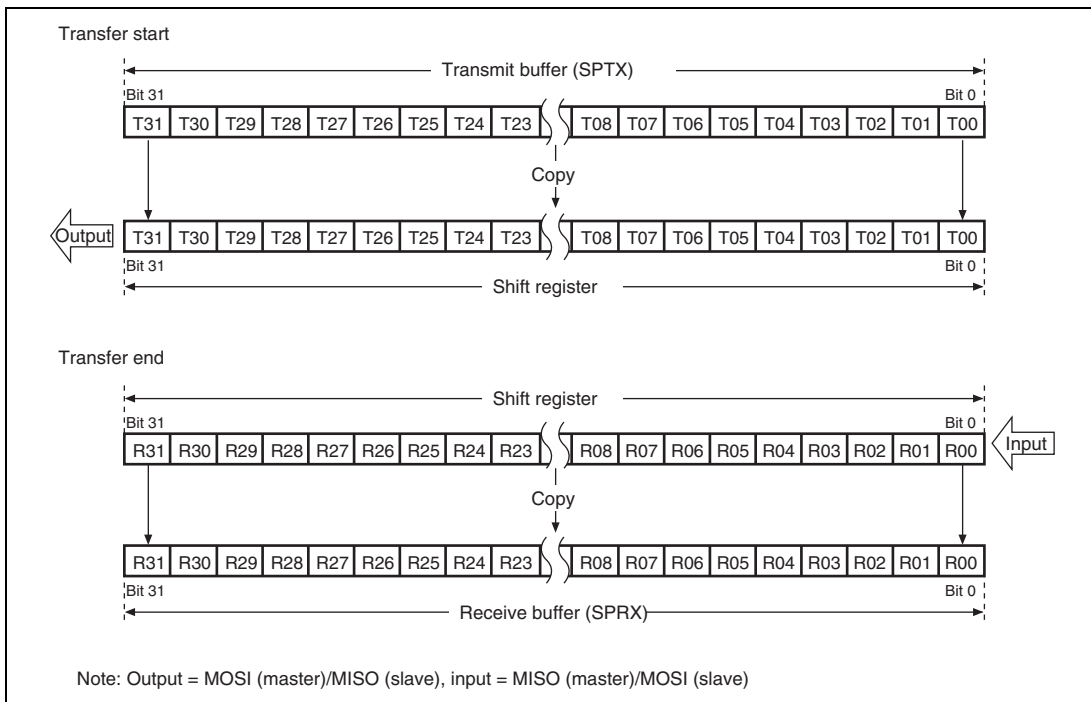 Transfer start
Transmit buffer (SPTX)
Bit 31 Bit 0
T31 T30 T29 T28 T27 T26 T25 T24 T23 T08 T07 T06 T05 T04 T03 T02 T01 T00
Copy
Output T31 T30 T29 T28 T27 T26 T25 T24 T23 T08 T07 T06 T05 T04 T03 T02 T01 T00
Bit 31 Bit 0
Shift register
Transfer end
Shift register
Bit 31 Bit 0
R31 R30 R29 R28 R27 R26 R25 R24 R23 R08 R07 R06 R05 R04 R03 R02 R01 R00 Input
Copy
R31 R30 R29 R28 R27 R26 R25 R24 R23 R08 R07 R06 R05 R04 R03 R02 R01 R00
Bit 31 Bit 0
Receive buffer (SPRX)
Note: Output = MOSI (master)/MISO (slave), input = MISO (master)/MOSI (slave)